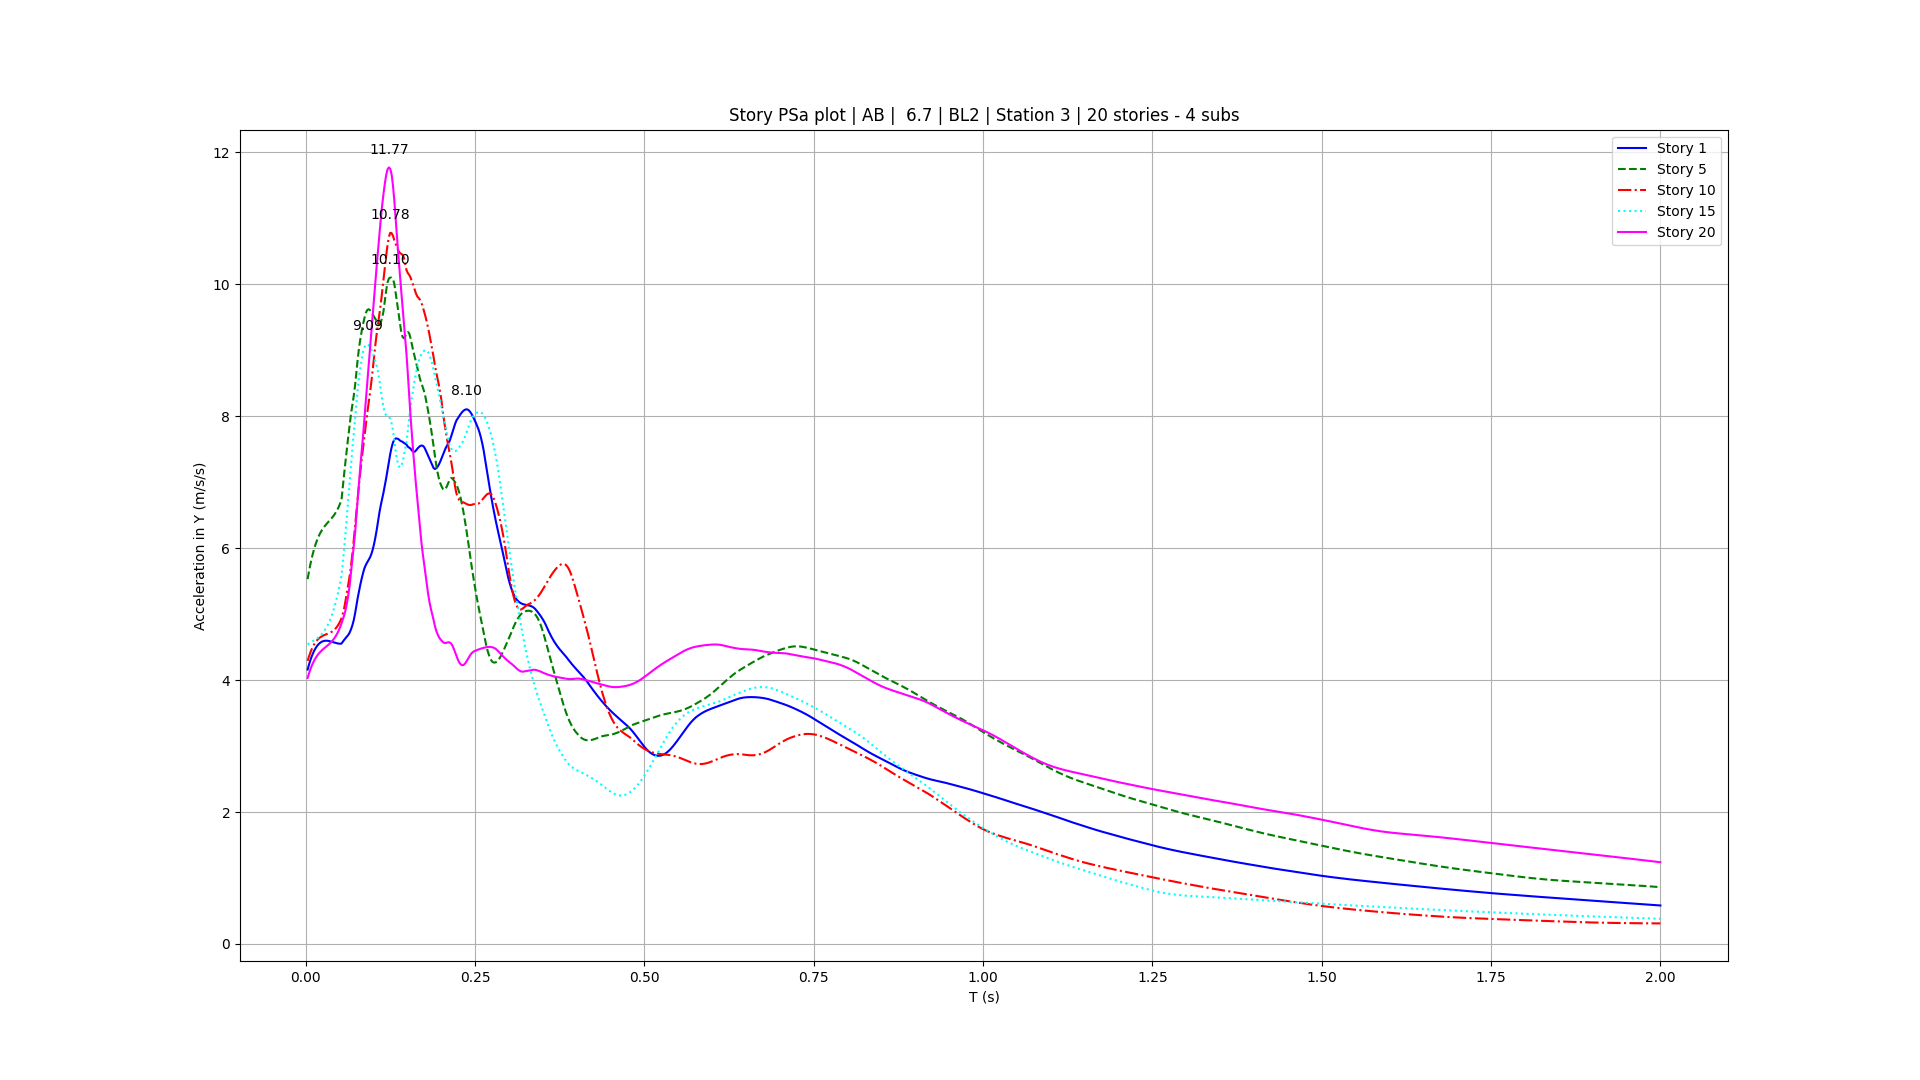 Story PSa plot | AB |  6.7 | BL2 | Station 3 | 20 stories - 4 subs
Story 1
Story 5
Story 10
Story 15
Story 20
11.77
10.78
10.10
9.09
8.10
Acceleration in Y (m/s/s)
12
10
8
6
4
2
0
0.00 0.25 0.50 0.75 1.00 1.25 1.50 1.75 2.00
T (s)